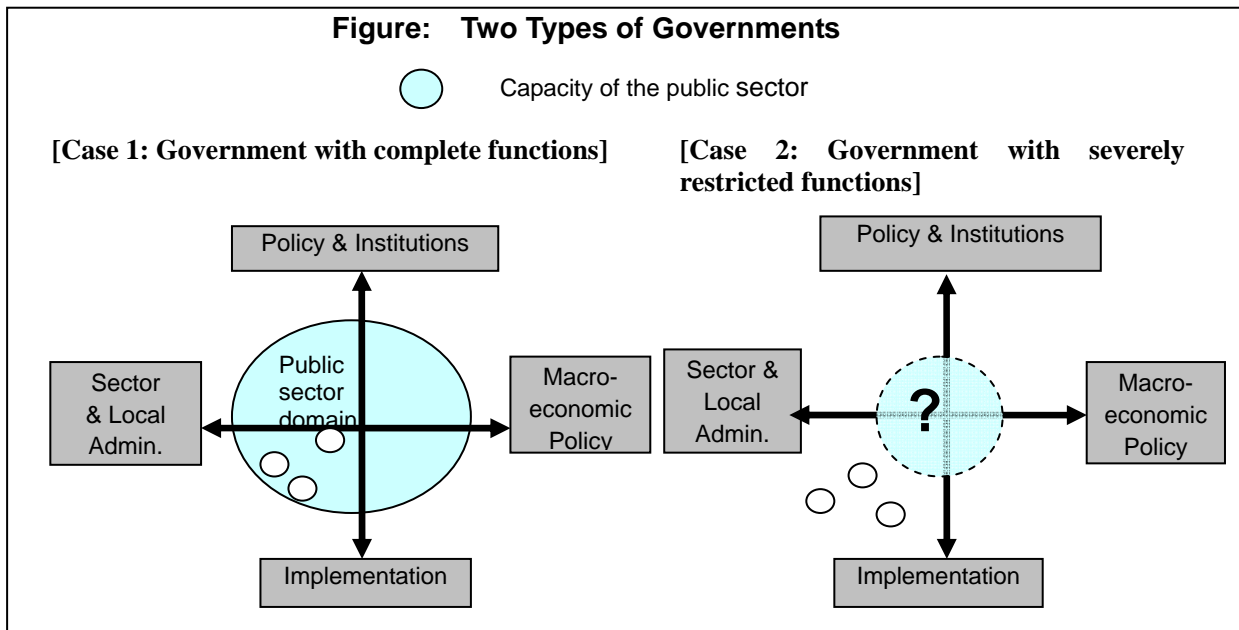 Figure: Two Types of Governments
Capacity of the public sector
[Case 1: Government with complete functions]
[Case 2: Government with severely
restricted functions]
Policy & Institutions
Public
sector
domain
Sector
& Local
Admin.
Macro-
economic
Policy
Implementation
Policy & Institutions
Sector &
Local
Admin.
?
Macro-
economic
Policy
Implementation